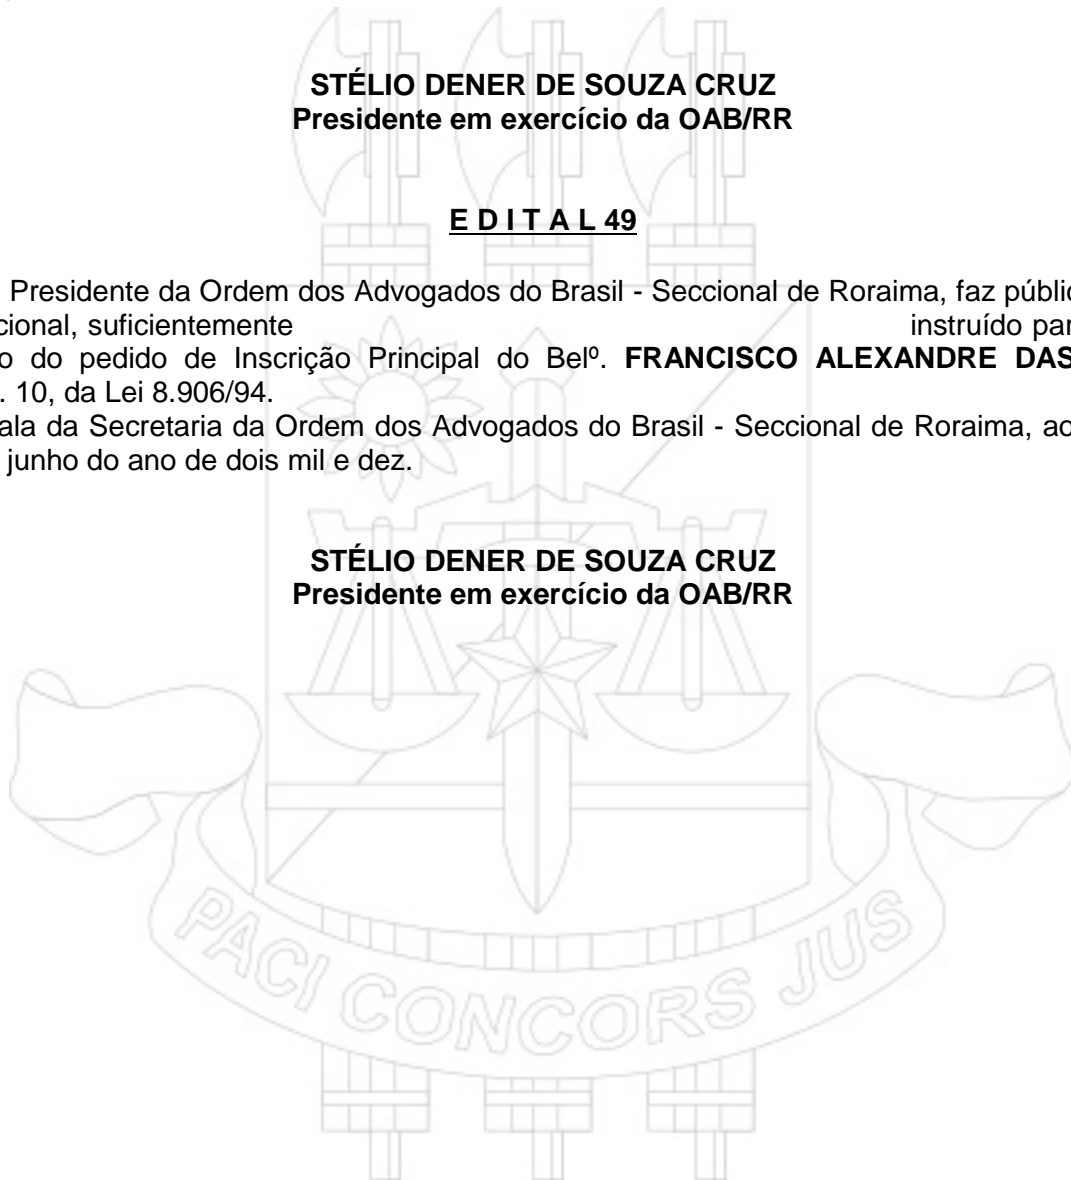 STÉLIO DENER DE SOUZA CRUZ
Presidente em exercício da OAB/RR
E D I T A L 49
Presidente da Ordem dos Advogados do Brasil - Seccional de Roraima, faz públic
cional, suficientemente instruído par
o do pedido de Inscrição Principal do Belº. FRANCISCO ALEXANDRE DAS
. 10, da Lei 8.906/94.
ala da Secretaria da Ordem dos Advogados do Brasil - Seccional de Roraima, ao
junho do ano de dois mil e dez.
STÉLIO DENER DE SOUZA CRUZ
Presidente em exercício da OAB/RR
PACI CONCORS JUS